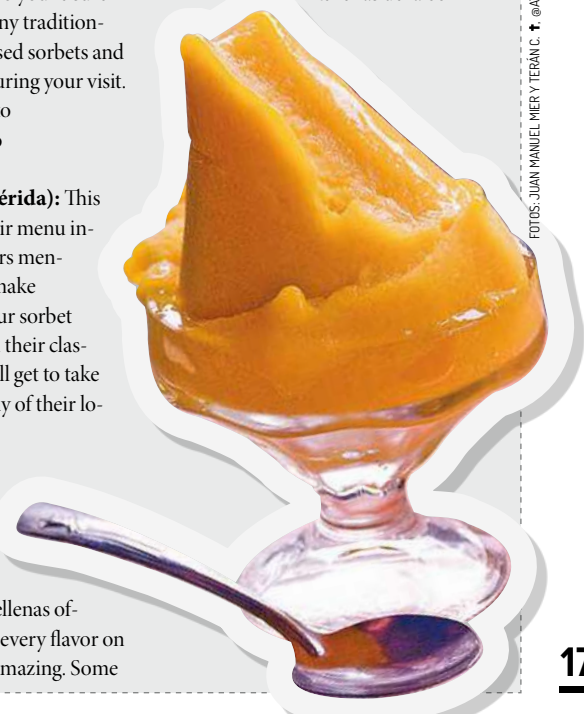 ny tradition-
sed sorbets and
uring your visit.
o
o
érida): This
ir menu in-
rs men-
make
ur sorbet
their clas-
ll get to take
y of their lo-
ellenas of-
every flavor on
mazing. Some
FOTOS: JUAN MANUEL MIER Y TERÁN C. ✝, @A
17